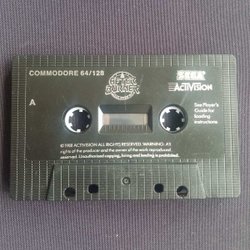 COMMODORE 64/128
SEGA
ACTIVISION
A
See Player's
Guide for
loading
instructions
ACTIVISION. ALL RIGHTS RESERVED. WARNING: All
rights of the producer and the owner of the work reproduced
reserved. Unauthorised copying, hiring and lending is prohibited.